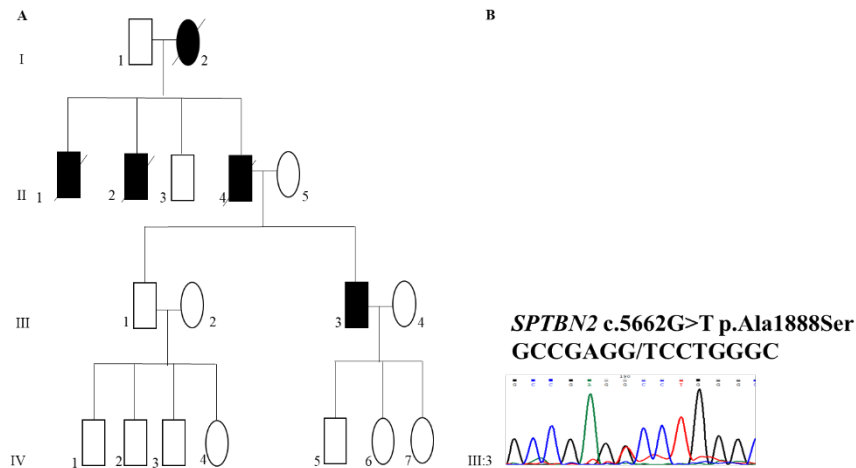 A
B
I
1
2
II
1
2
3
4
5
III
1
2
3
4
IV
1
2
3
4
5
6
7
SPTBN2 c.5662G>T p.Ala1888Ser
GCCGAGG/TCCTGGGC
G C C G A G G C C T G G G C
III:3